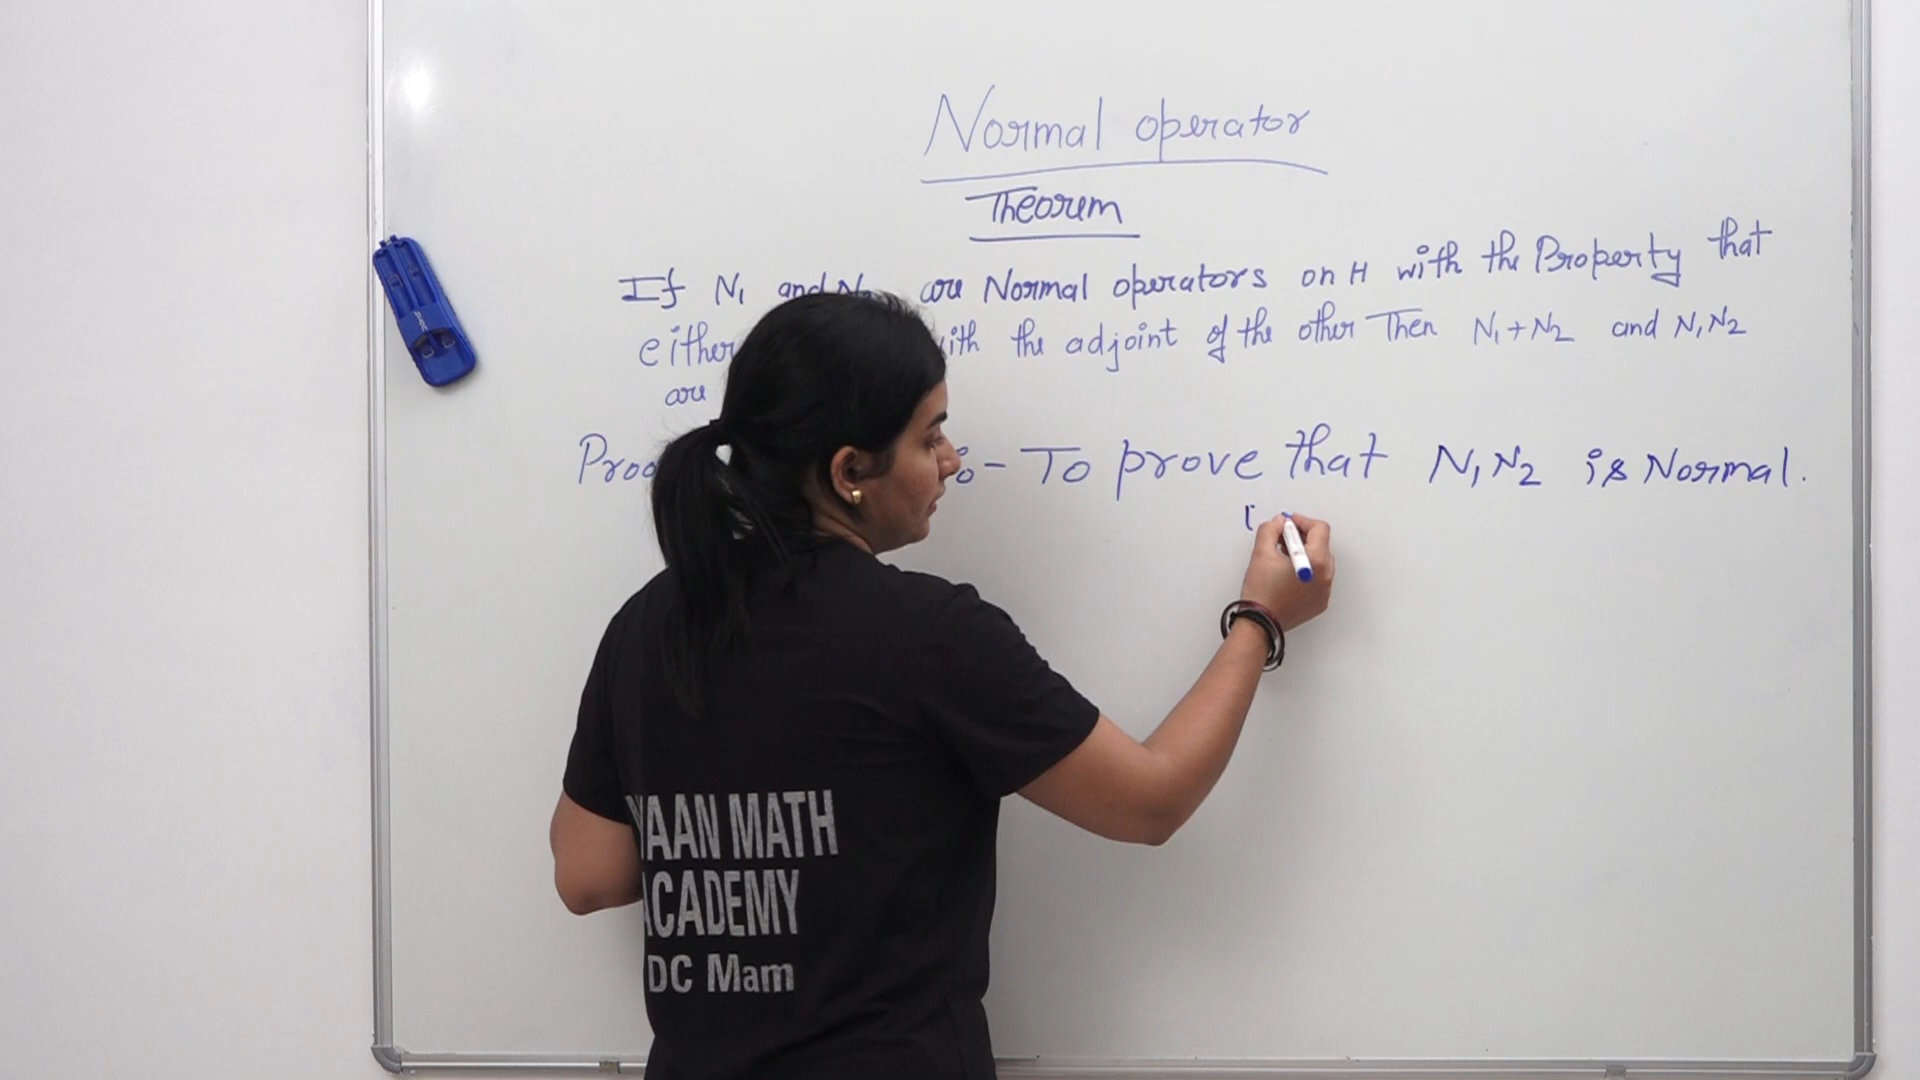 Normal operator
Theorem
If N₁ and N₂ are Normal operators on H with the Property that
either with the adjoint of the other Then N₁+N₂ and N₁N₂
are
:- To prove that N₁N₂ is Normal.
MATH
ACADEMY
DC Mam